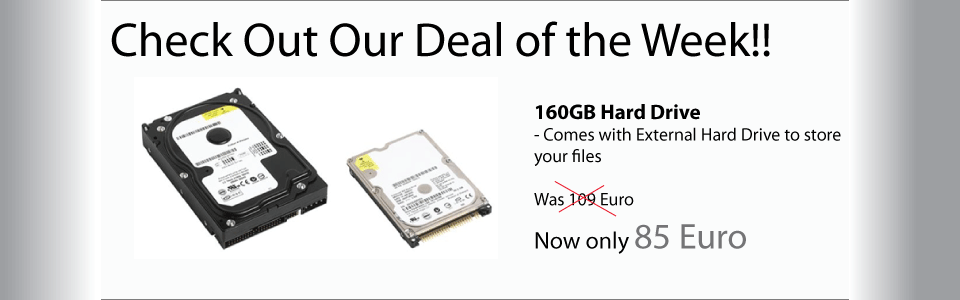 Check Out Our Deal of the Week!!
160GB Hard Drive
- Comes with External Hard Drive to store
your files
Was 109 Euro
Now only 85 Euro